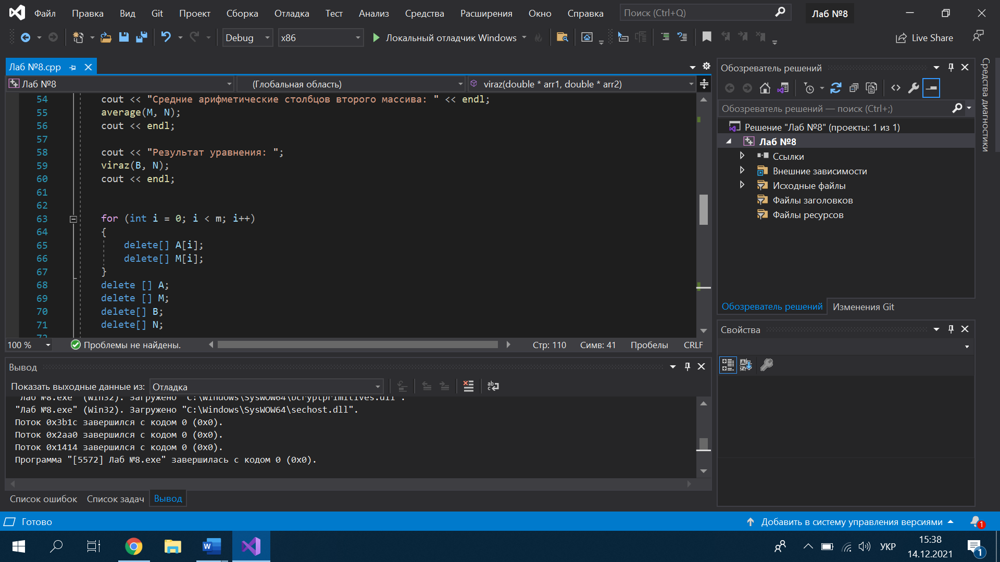 Файл Правка Вид Git Проект Сборка Отладка Тест Анализ Средства Расширения Окно Справка Поиск (Ctrl+Q) Лаб №8
Debug x86 Локальный отладчик Windows Live Share
Лаб №8.cpp
Лаб №8 (Глобальная область) viraz(double * arr1, double * arr2)
54 cout << "Средние арифметические столбцов второго массива: " << endl;
55 average(M, N);
56 cout << endl;
57
58 cout << "Результат уравнения: ";
59 viraz(B, N);
60 cout << endl;
61
62
63 for (int i = 0; i < m; i++)
64 {
65 delete[] A[i];
66 delete[] M[i];
67 }
68 delete [] A;
69 delete [] M;
70 delete[] B;
71 delete[] N;
72
100 % Проблемы не найдены. Стр: 110 Симв: 41 Пробелы CRLF
Вывод
Показать выходные данные из: Отладка
"Лаб №8.exe" (Win32). Загружено "C:\Windows\SysWOW64\bcryptprimitives.dll".
"Лаб №8.exe" (Win32). Загружено "C:\Windows\SysWOW64\sechost.dll".
Поток 0x3b1c завершился с кодом 0 (0x0).
Поток 0x2aa0 завершился с кодом 0 (0x0).
Поток 0x1414 завершился с кодом 0 (0x0).
Программа "[5572] Лаб №8.exe" завершилась с кодом 0 (0x0).
Список ошибок Список задач Вывод
Обозреватель решений
Обозреватель решений — поиск (Ctrl+;)
Решение "Лаб №8" (проекты: 1 из 1)
Лаб №8
Ссылки
Внешние зависимости
Исходные файлы
Файлы заголовков
Файлы ресурсов
Обозреватель решений Изменения Git
Свойства
Средства диагностики
Готово Добавить в систему управления версиями 1
УКР 15:38
14.12.2021 1